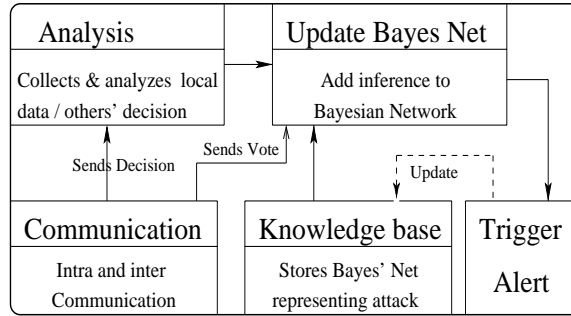 Analysis
Collects & analyzes local
data / others' decision
Update Bayes Net
Add inference to
Bayesian Network
Sends Decision
Sends Vote
Update
Communication
Intra and inter
Communication
Knowledge base
Stores Bayes' Net
representing attack
Trigger
Alert